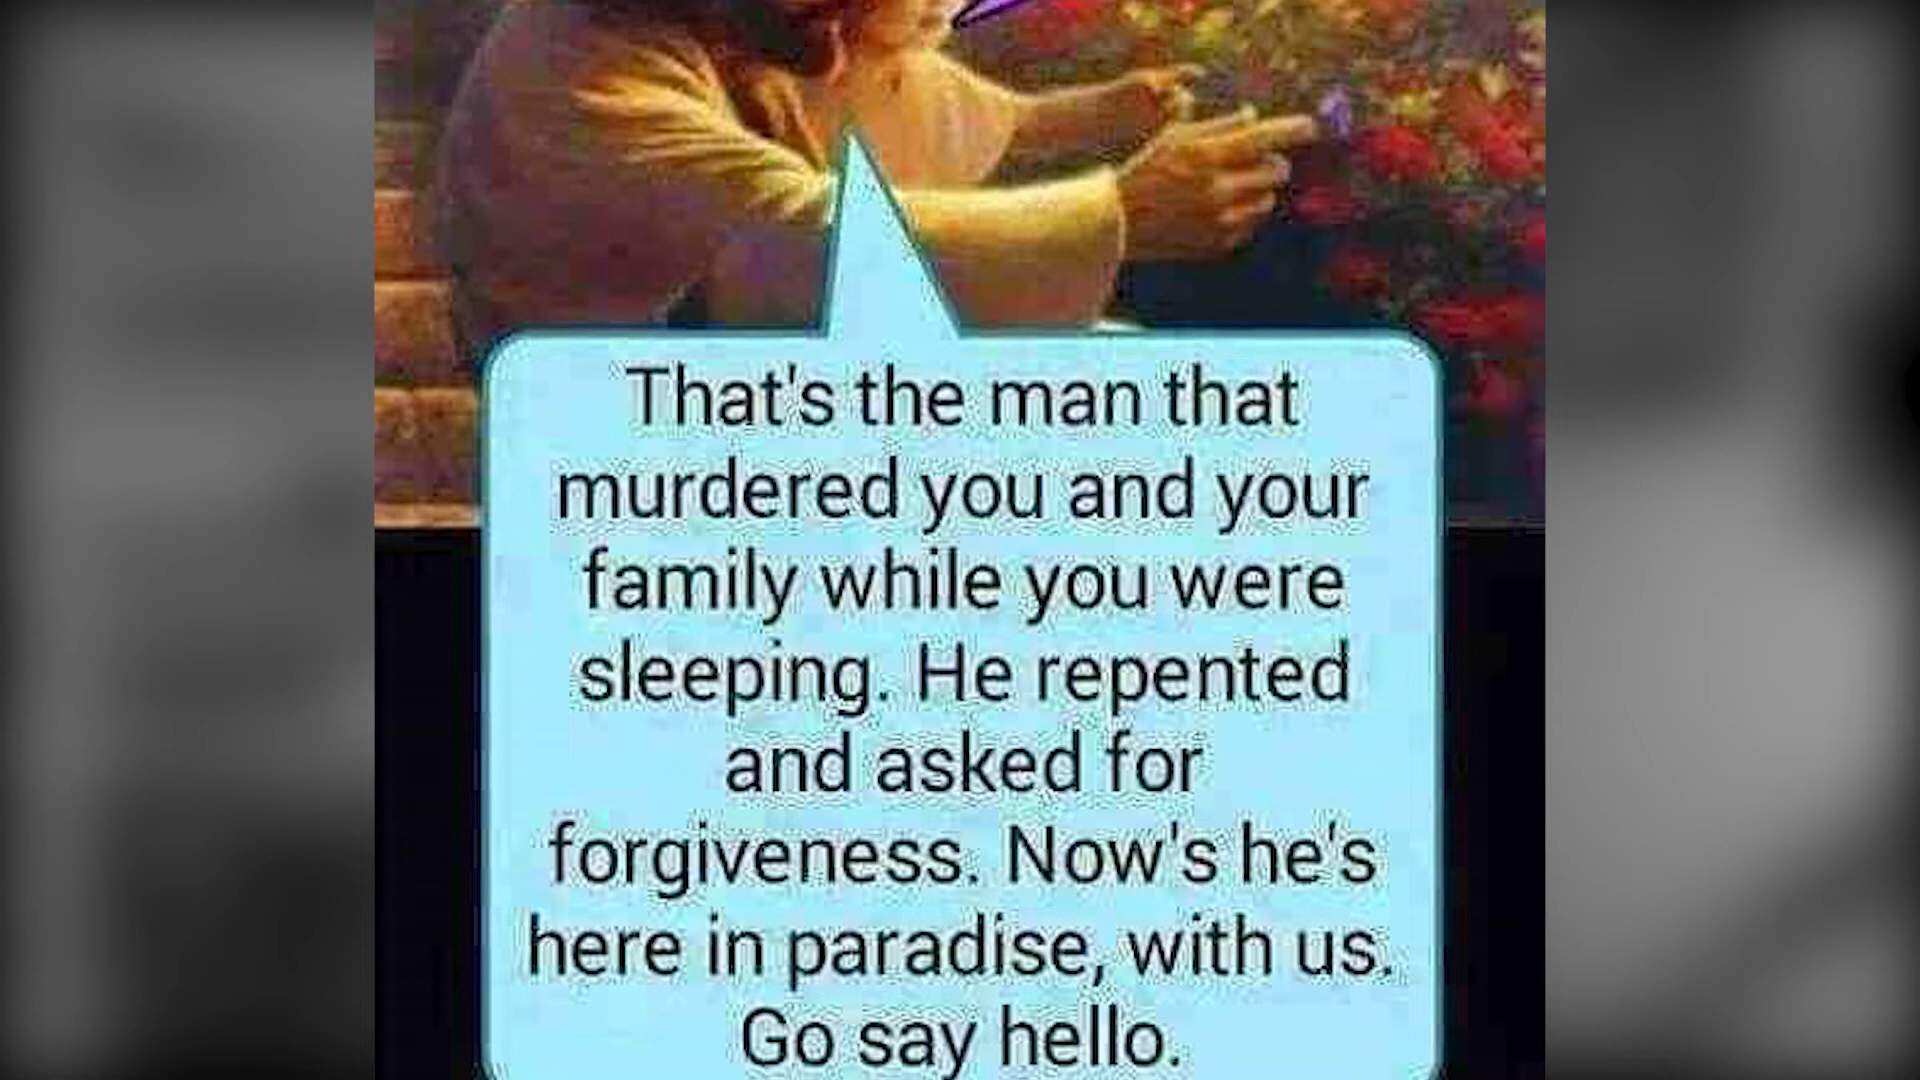 That's the man that
murdered you and your
family while you were
sleeping. He repented
and asked for
forgiveness. Now's he's
here in paradise, with us.
Go say hello.